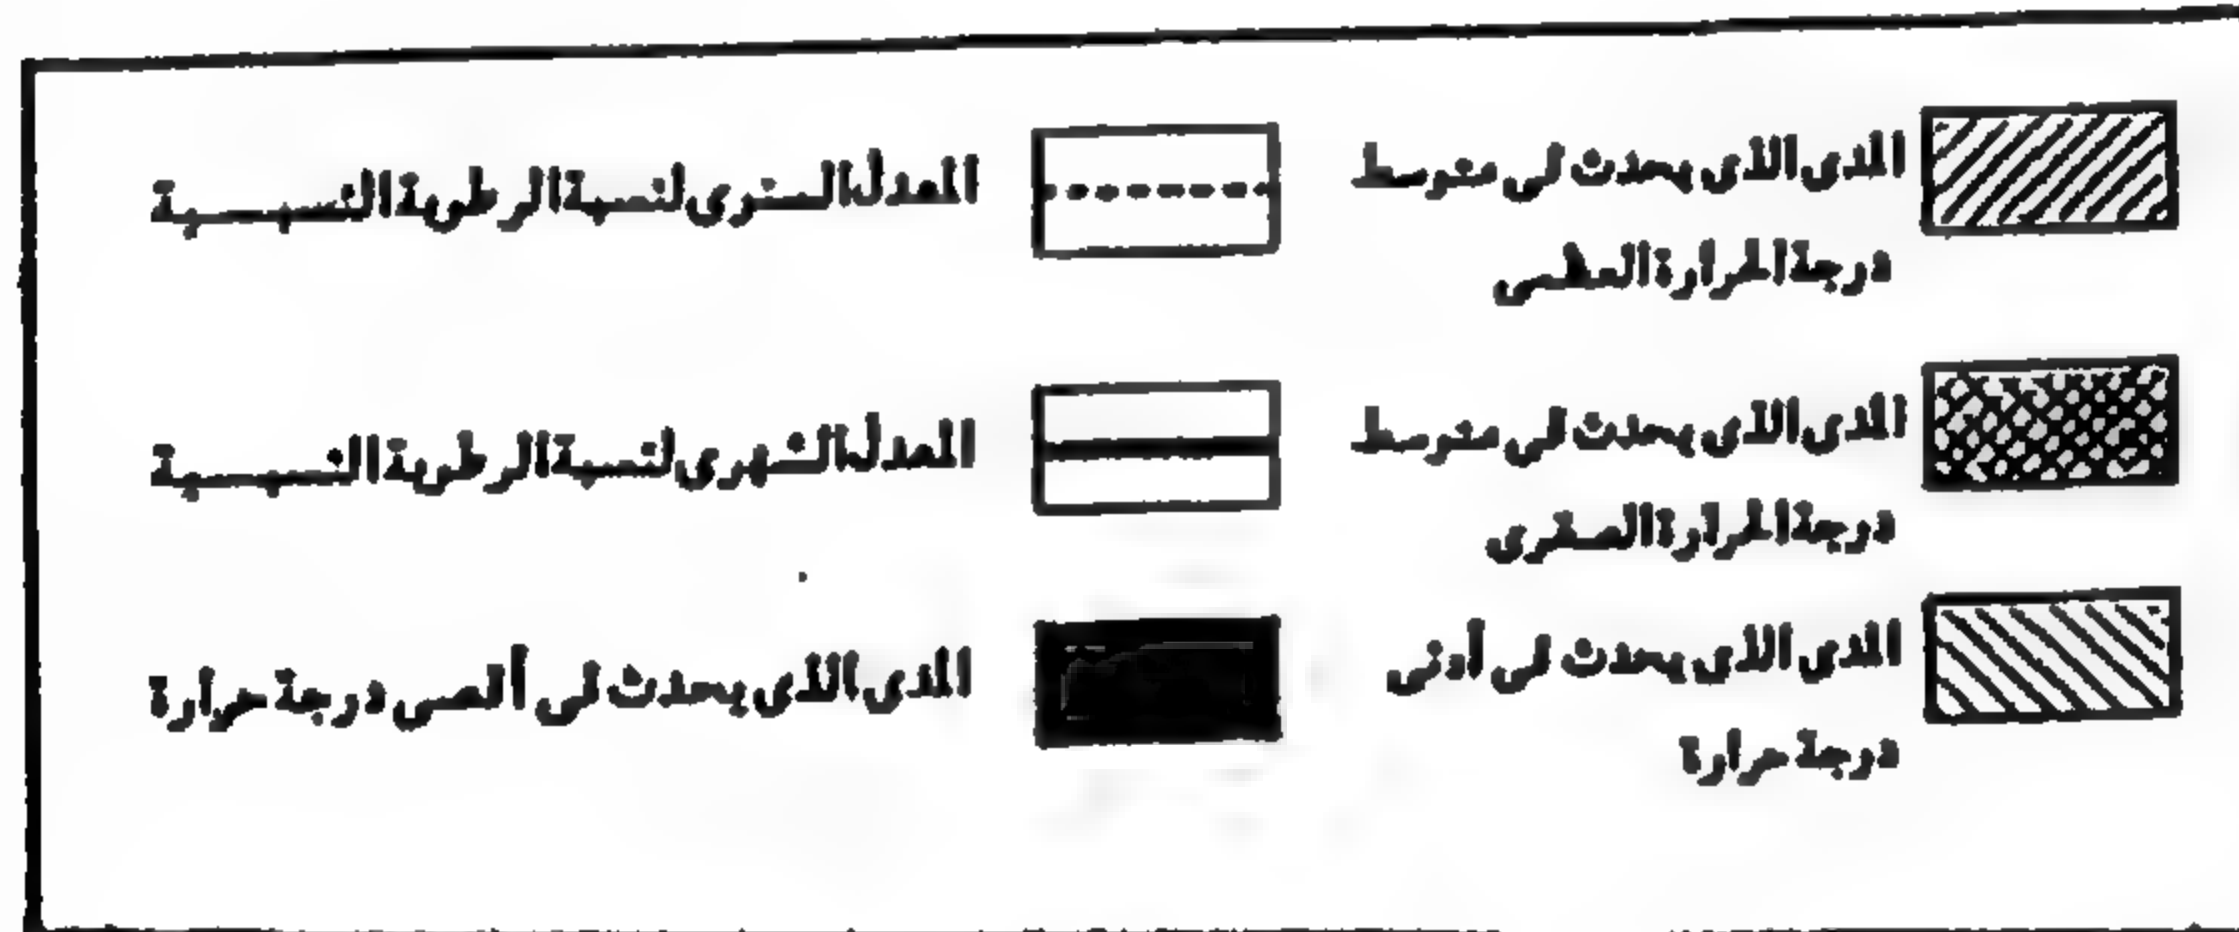 المدى الذى يحدث فى متوسط
درجة الحرارة العظمى
المدى الذى يحدث فى متوسط
درجة الحرارة الصغرى
المدى الذى يحدث فى أدنى
درجة حرارة
المعدل السنوى لنسبة الرطوبة النسبية
المعدل الشهرى لنسبة الرطوبة النسبية
المدى الذى يحدث فى أقصى درجة حرارة